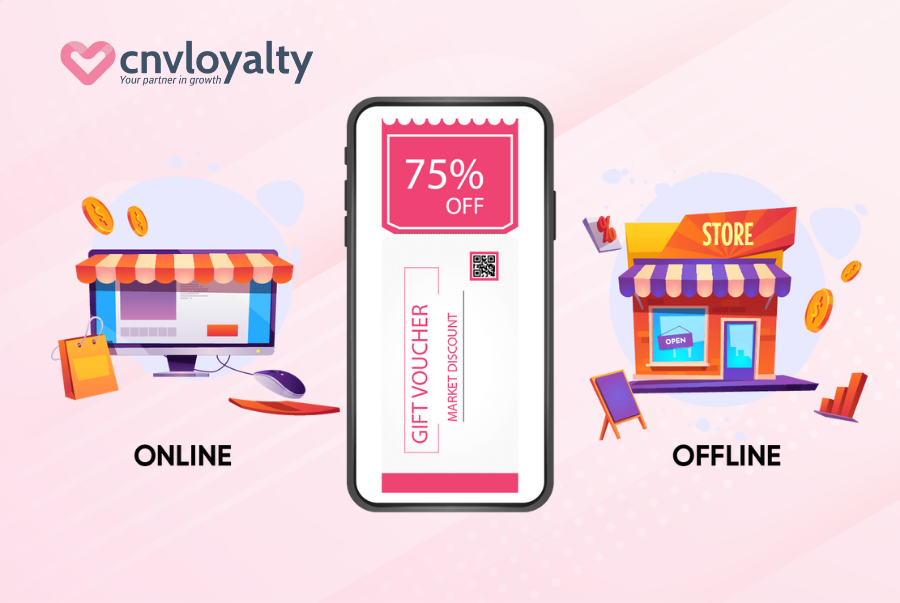 cnvloyalty
Your partner in growth
75%
OFF
GIFT VOUCHER
MARKET DISCOUNT
STORE
%
OPEN
ONLINE
OFFLINE